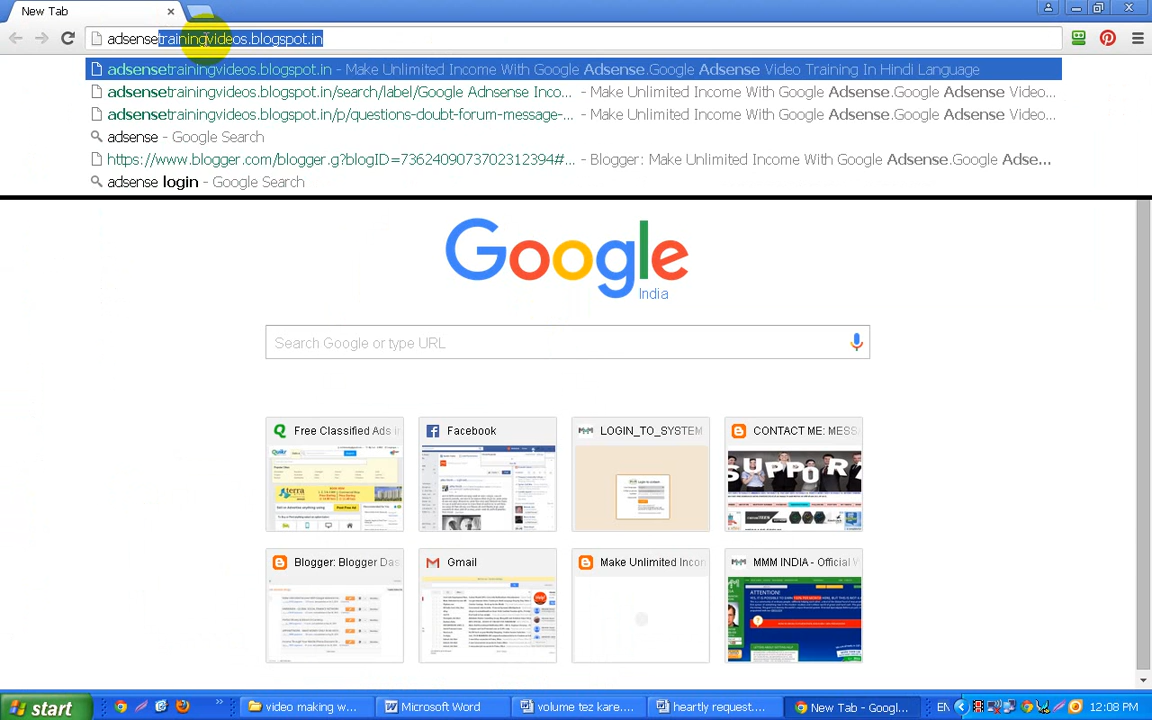 New Tab
adsensetrainingvideos.blogspot.in
adsensetrainingvideos.blogspot.in - Make Unlimited Income With Google Adsense.Google Adsense Video Training In Hindi Language
adsensetrainingvideos.blogspot.in/search/label/Google Adnsense Inco... - Make Unlimited Income With Google Adsense.Google Adsense Video...
adsensetrainingvideos.blogspot.in/p/questions-doubt-forum-message-... - Make Unlimited Income With Google Adsense.Google Adsense Video...
adsense - Google Search
https://www.blogger.com/blogger.g?blogID=7362409073702312394#... - Blogger: Make Unlimited Income With Google Adsense.Google Adse...
adsense login - Google Search
Google
India
Search Google or type URL
Free Classified Ads i
Facebook
LOGIN_TO_SYSTEM
CONTACT ME: MESS
SUPPOR
Blogger: Blogger Das
Gmail
Make Unlimited Incom
MMM INDIA - Official W
ATTENTION!
start
video making w...
Microsoft Word
volume tez kare....
heartly request....
New Tab - Googl...
EN
12:08 PM